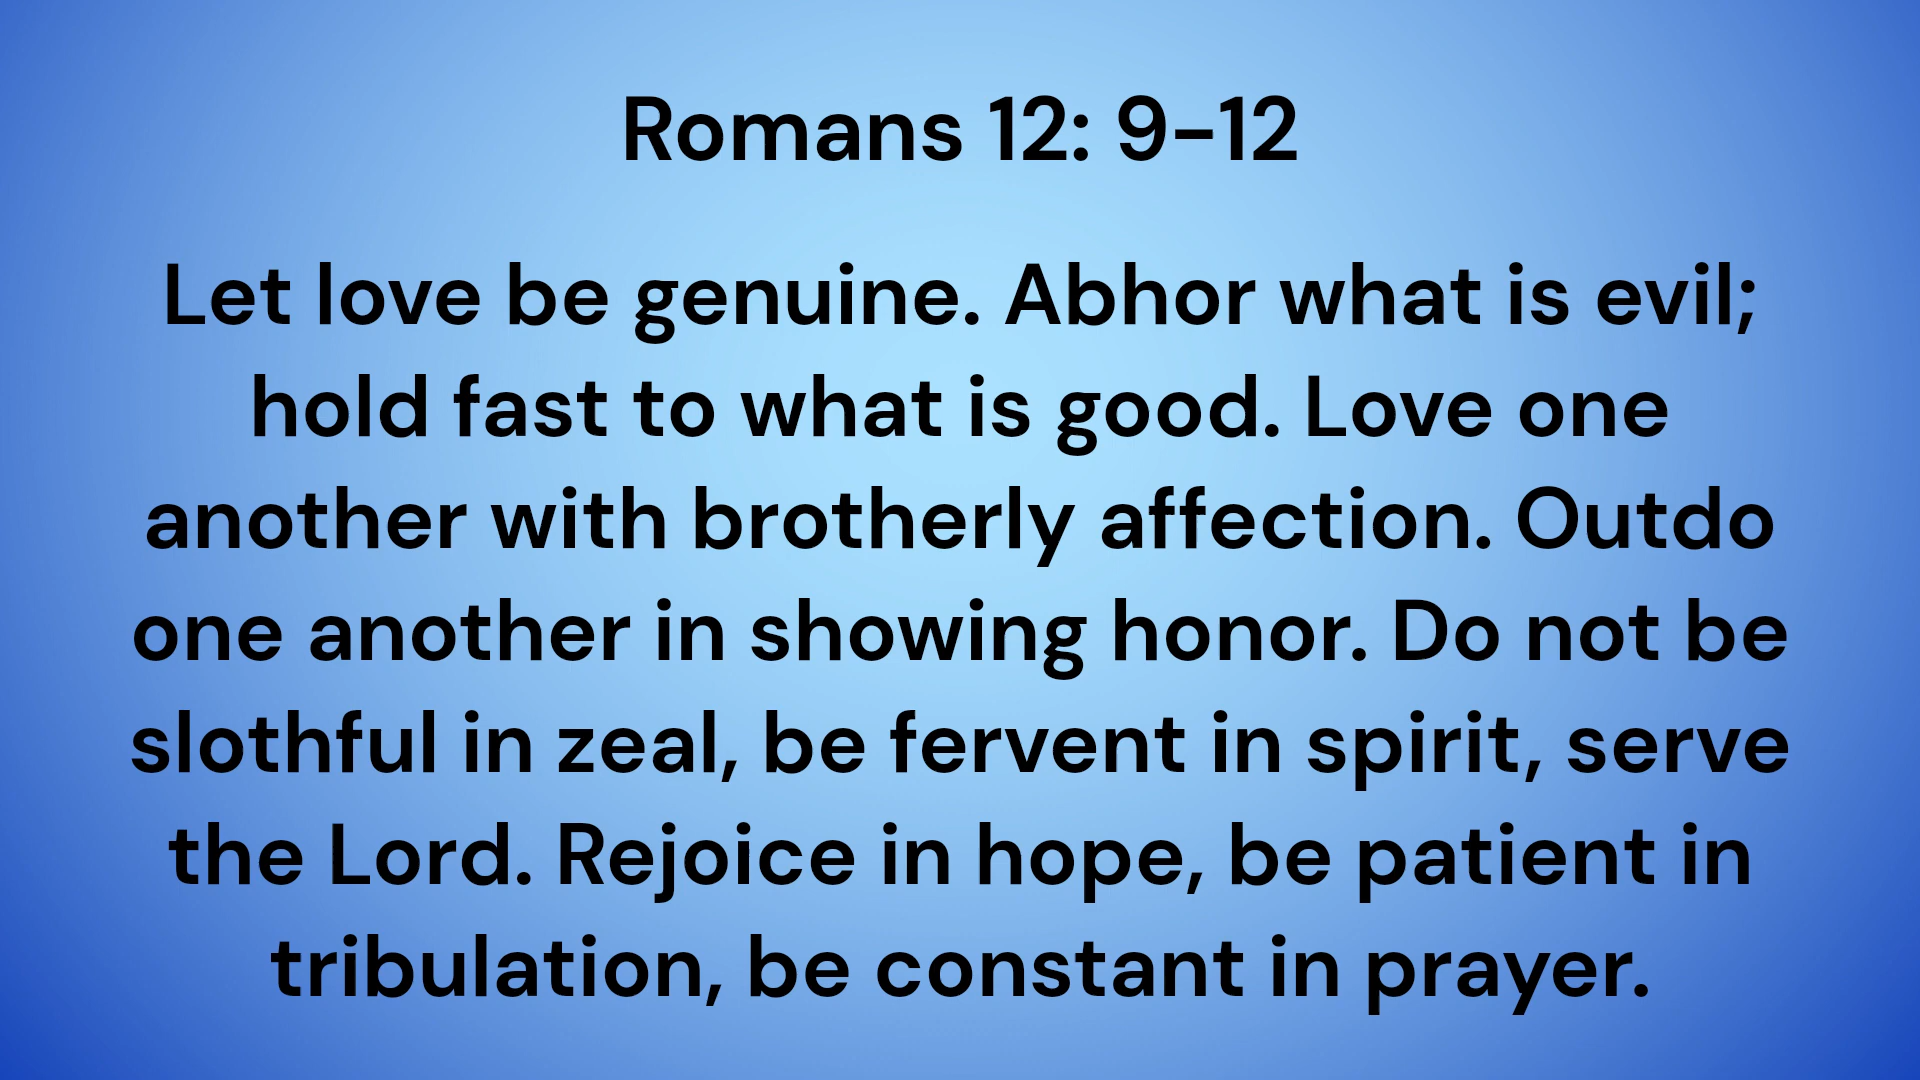 Romans 12: 9-12
Let love be genuine. Abhor what is evil;
hold fast to what is good. Love one
another with brotherly affection. Outdo
one another in showing honor. Do not be
slothful in zeal, be fervent in spirit, serve
the Lord. Rejoice in hope, be patient in
tribulation, be constant in prayer.